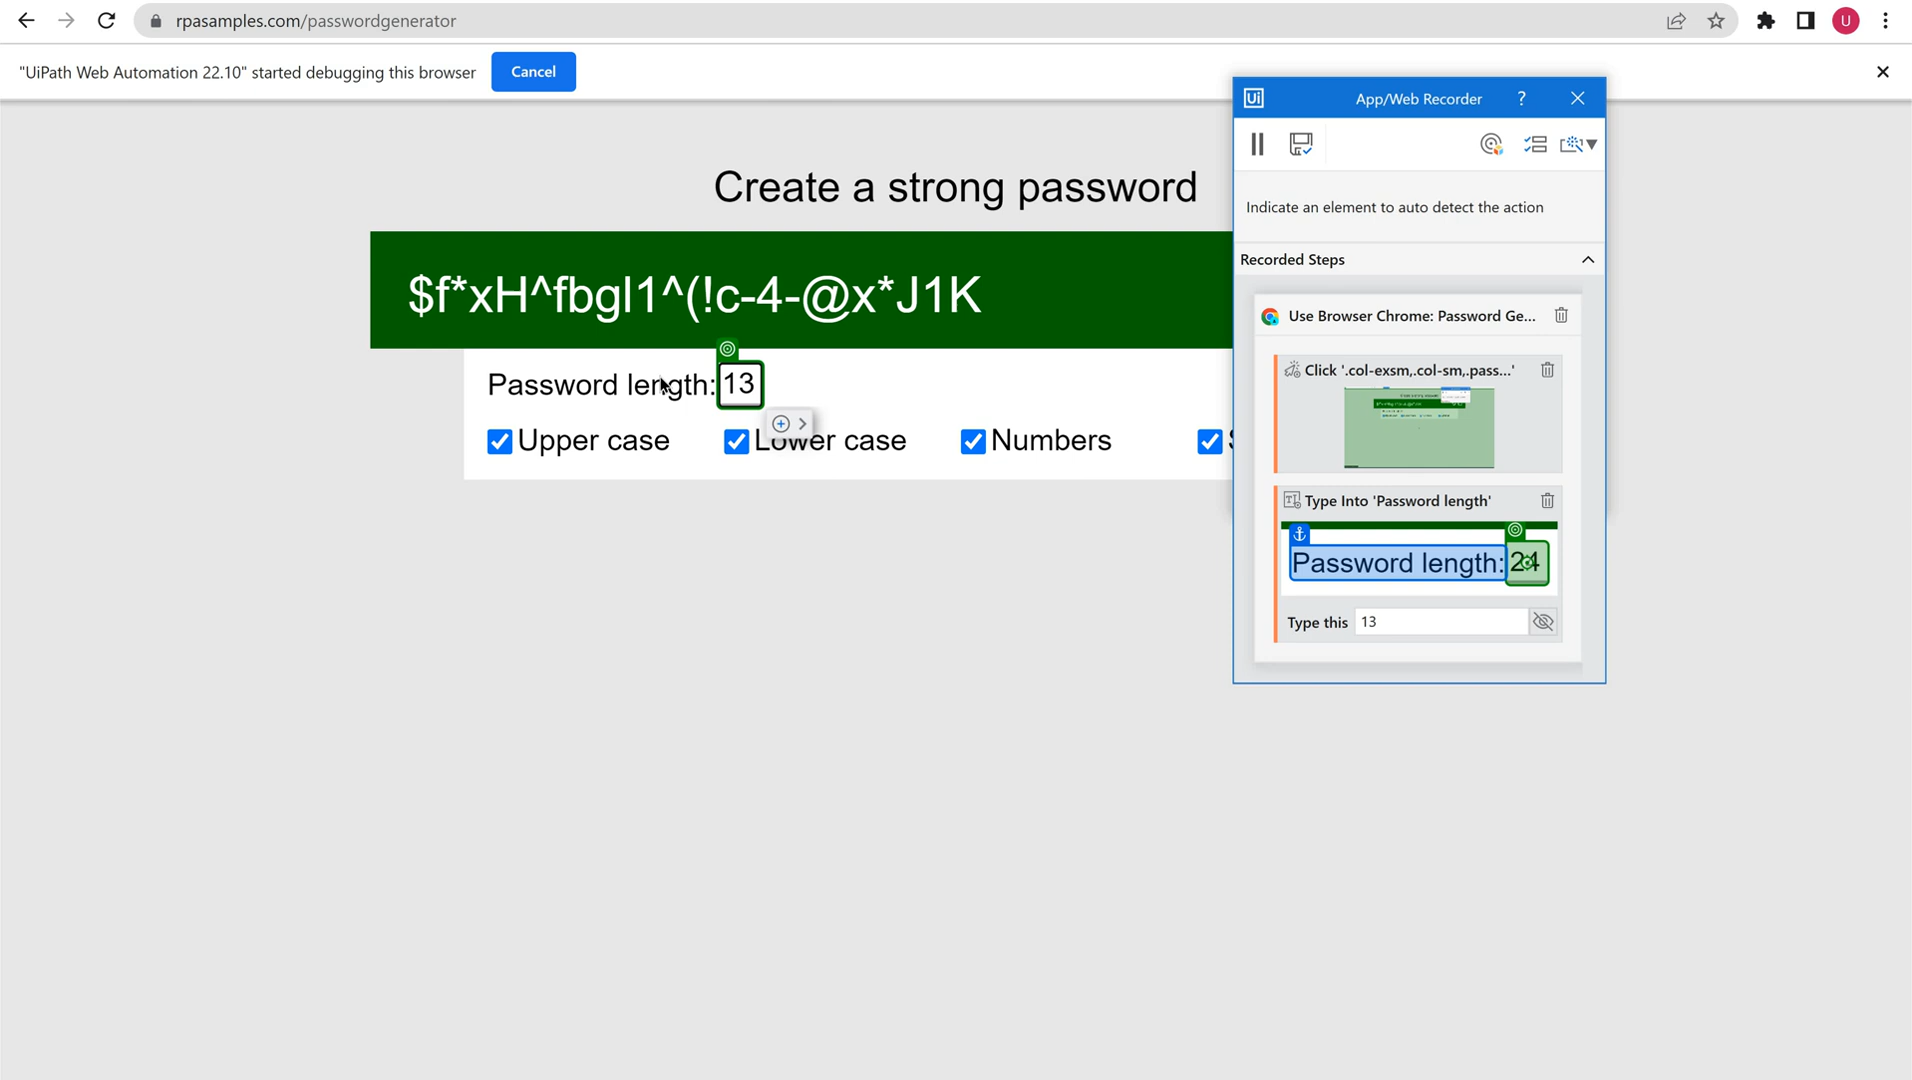 rpasamples.com/passwordgenerator
U
"UiPath Web Automation 22.10" started debugging this browser
Cancel
Create a strong password
$f*xH^fbgl1^(!c-4-@x*J1K
Password length: 13
Upper case
Lower case
Numbers
Ui
App/Web Recorder
?
Indicate an element to auto detect the action
Recorded Steps
Use Browser Chrome: Password Ge...
Click '.col-exsm,.col-sm,.pass...'
Type Into 'Password length'
Password length: 24
Type this
13